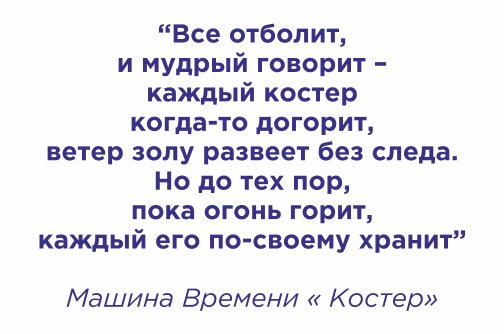 “Все отболит,
и мудрый говорит –
каждый костер
когда-то догорит,
ветер золу развеет без следа.
Но до тех пор,
пока огонь горит,
каждый его по-своему хранит”
Машина Времени « Костер»